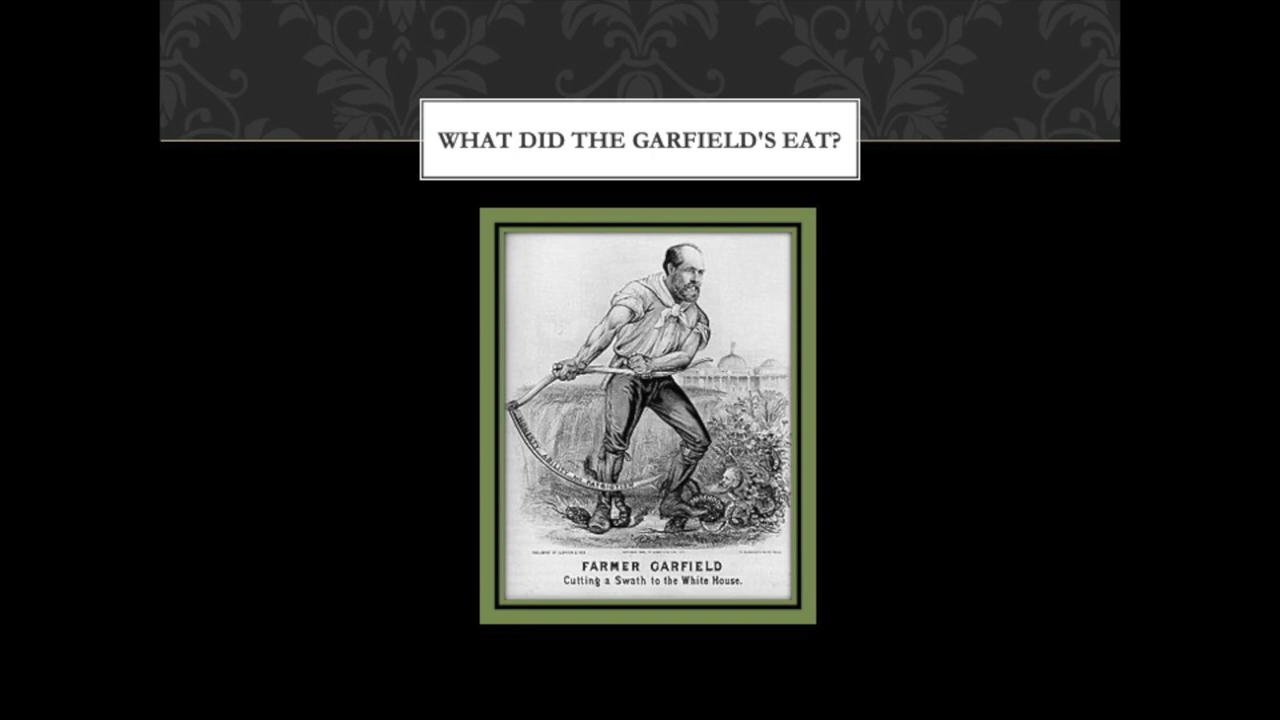 WHAT DID THE GARFIELD'S EAT?
FARMER GARFIELD
Cutting a Swath to the White House.